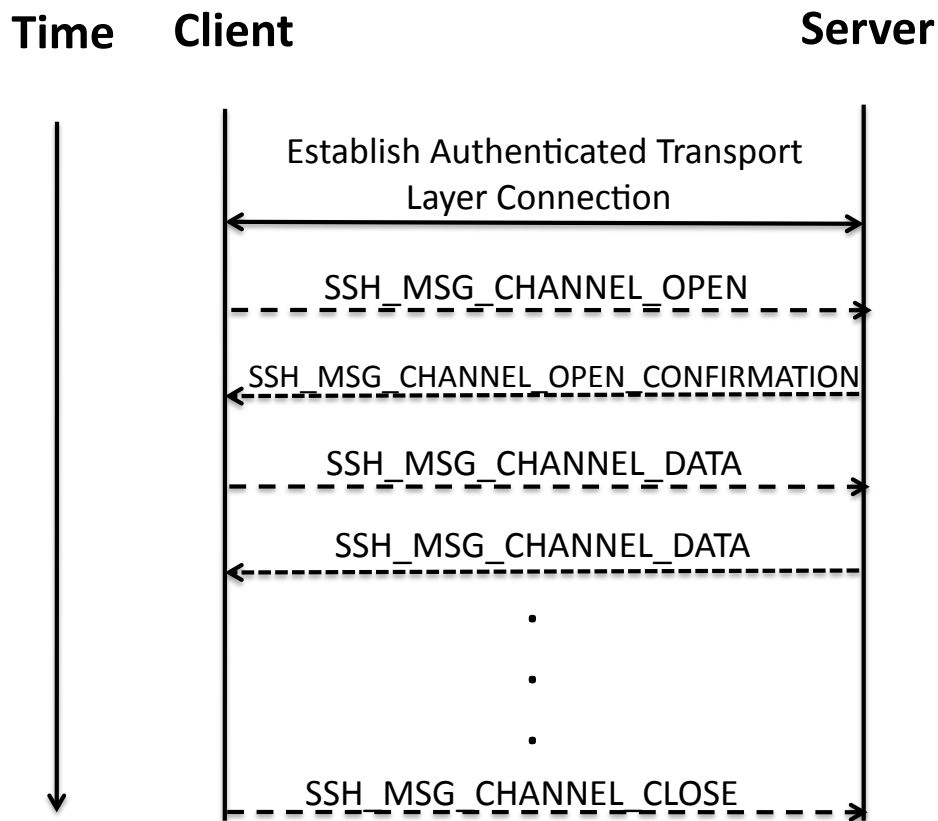 Time Client Server
Establish Authenticated Transport
Layer Connection
SSH_MSG_CHANNEL_OPEN
SSH_MSG_CHANNEL_OPEN_CONFIRMATION
SSH_MSG_CHANNEL_DATA
SSH_MSG_CHANNEL_DATA
.
.
.
SSH_MSG_CHANNEL_CLOSE